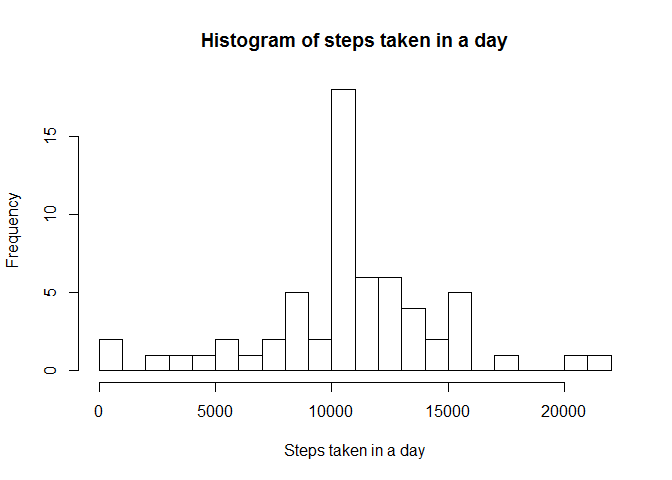 Histogram of steps taken in a day
Frequency
15
10
5
0
0 5000 10000 15000 20000
Steps taken in a day